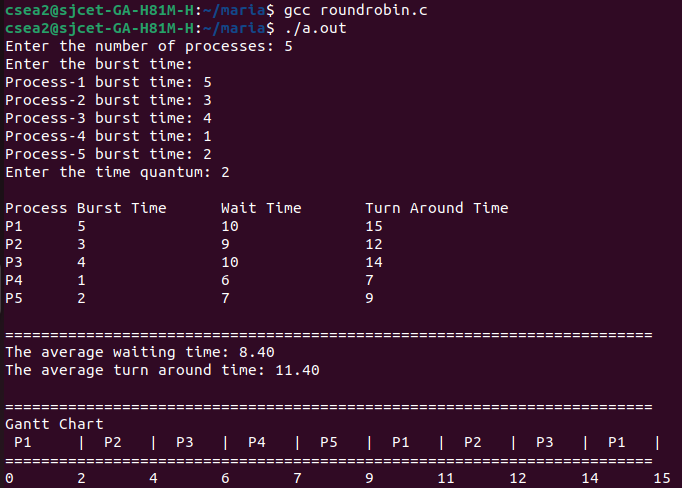 csea2@sjcet-GA-H81M-H:~/maria$ gcc roundrobin.c
csea2@sjcet-GA-H81M-H:~/maria$ ./a.out
Enter the number of processes: 5
Enter the burst time:
Process-1 burst time: 5
Process-2 burst time: 3
Process-3 burst time: 4
Process-4 burst time: 1
Process-5 burst time: 2
Enter the time quantum: 2

Process Burst Time      Wait Time       Turn Around Time
P1      5               10              15
P2      3               9               12
P3      4               10              14
P4      1               6               7
P5      2               7               9

========================================================================
The average waiting time: 8.40
The average turn around time: 11.40

========================================================================
Gantt Chart
 P1     |  P2   |  P3   |  P4   |  P5   |  P1   |  P2   |  P3   |  P1   |
========================================================================
0       2       4       6       7       9       11      12      14      15